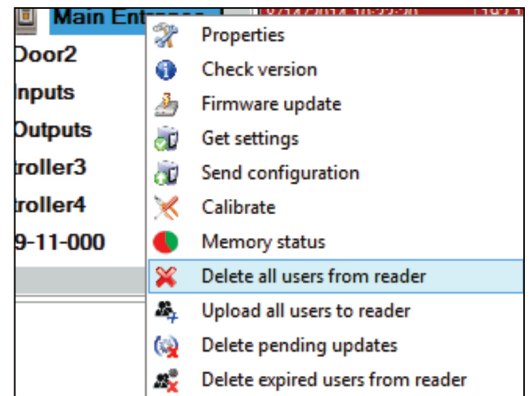 Main Entrance
Properties
Door2
Check version
nputs
Firmware update
Outputs
Get settings
troller3
Send configuration
troller4
Calibrate
9-11-000
Memory status
Delete all users from reader
Upload all users to reader
Delete pending updates
Delete expired users from reader